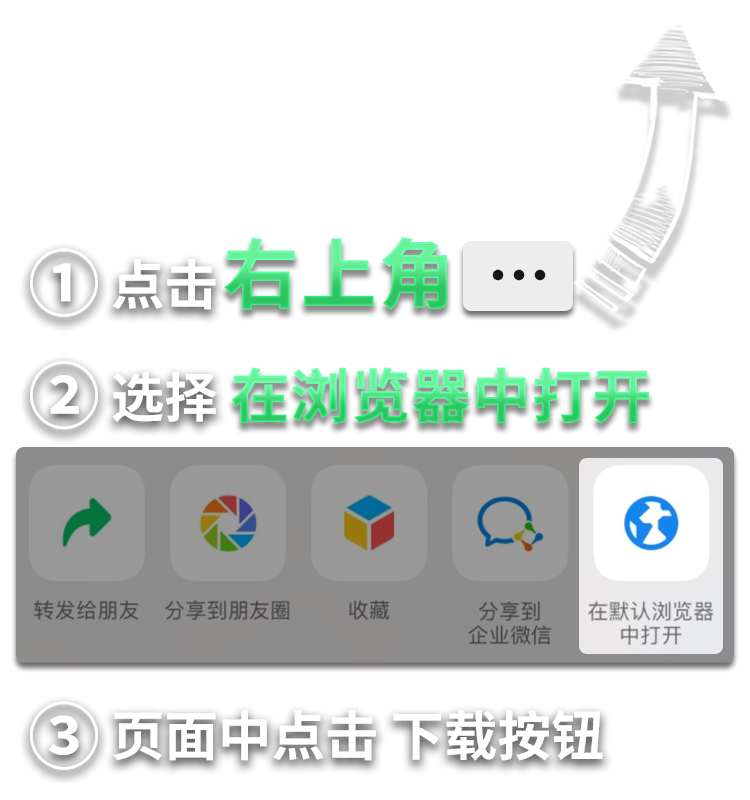 ① 点击右上角 •••
② 选择 在浏览器中打开
转发给朋友 分享到朋友圈 收藏 分享到 在默认浏览器
企业微信 中打开
③ 页面中点击 下载按钮